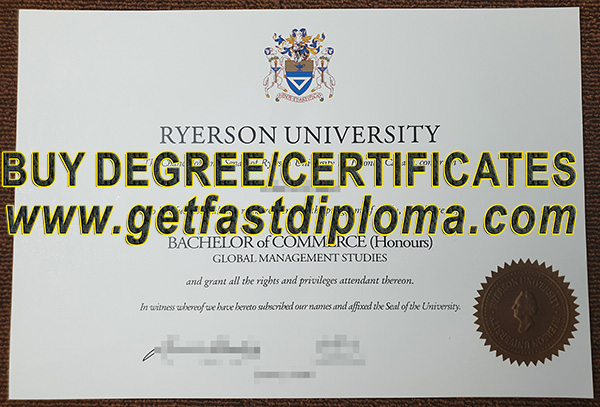 RYERSON UNIVERSITY
BUY DEGREE/CERTIFICATES
www.getfastdiploma.com
BACHELOR of COMMERCE (Honours)
GLOBAL MANAGEMENT STUDIES
and grant all the rights and privileges attendant thereon.
In witness whereof we have hereto subscribed our names and affixed the Seal of the University.
RYERSON UNIVERSITY